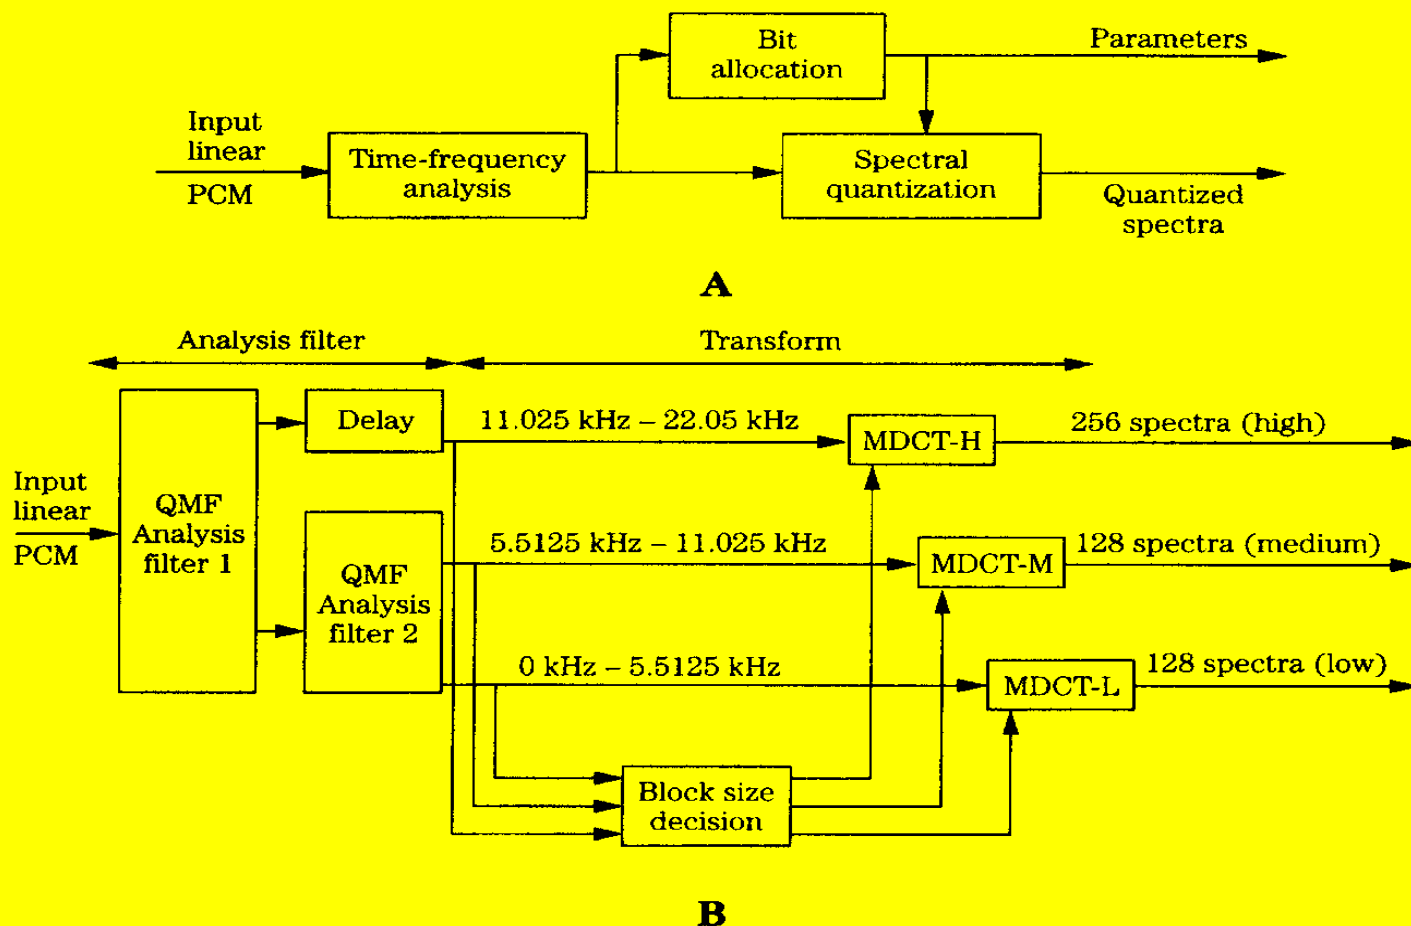 Bit
allocation
Parameters
Input
linear
PCM
Time-frequency
analysis
Spectral
quantization
Quantized
spectra
A
Analysis filter
Transform
Input
linear
PCM
QMF
Analysis
filter 1
Delay
QMF
Analysis
filter 2
11.025 kHz – 22.05 kHz
MDCT-H
256 spectra (high)
5.5125 kHz – 11.025 kHz
MDCT-M
128 spectra (medium)
0 kHz – 5.5125 kHz
MDCT-L
128 spectra (low)
Block size
decision
B